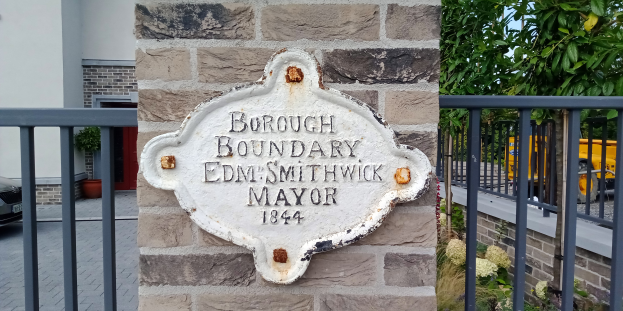 BOROUGH
BOUNDARY
EDMD. SMITHWICK
MAYOR
1844